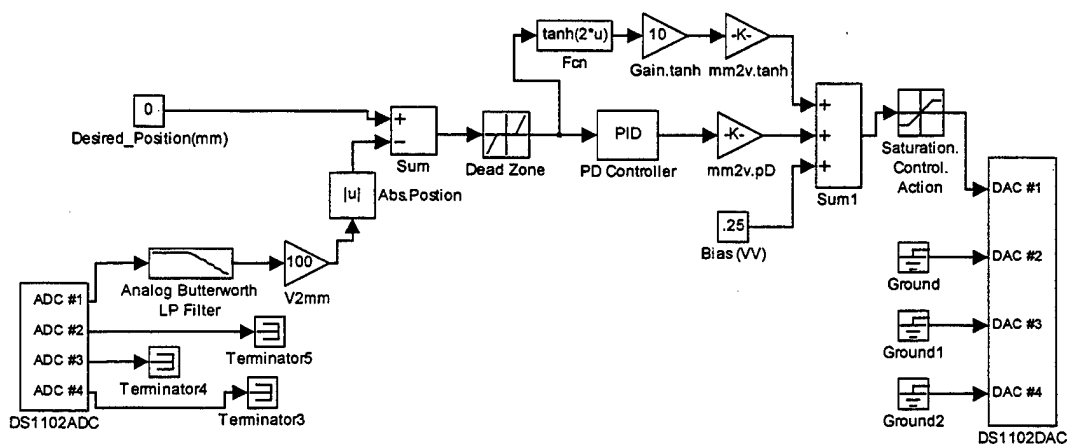 tanh(2*u)
Fcn
10
Gain.tanh
-K-
mm2v.tanh
0
Desired_Position(mm)
+
−
Sum
Dead Zone
PID
PD Controller
-K-
mm2v.pD
+
+
+
Sum1
Saturation.
Control.
Action
|u|
Abs.Postion
.25
Bias (VV)
Analog Butterworth
LP Filter
100
V2mm
ADC #1
ADC #2
ADC #3
ADC #4
DS1102ADC
Terminator5
Terminator4
Terminator3
Ground
Ground1
Ground2
DAC #1
DAC #2
DAC #3
DAC #4
DS1102DAC